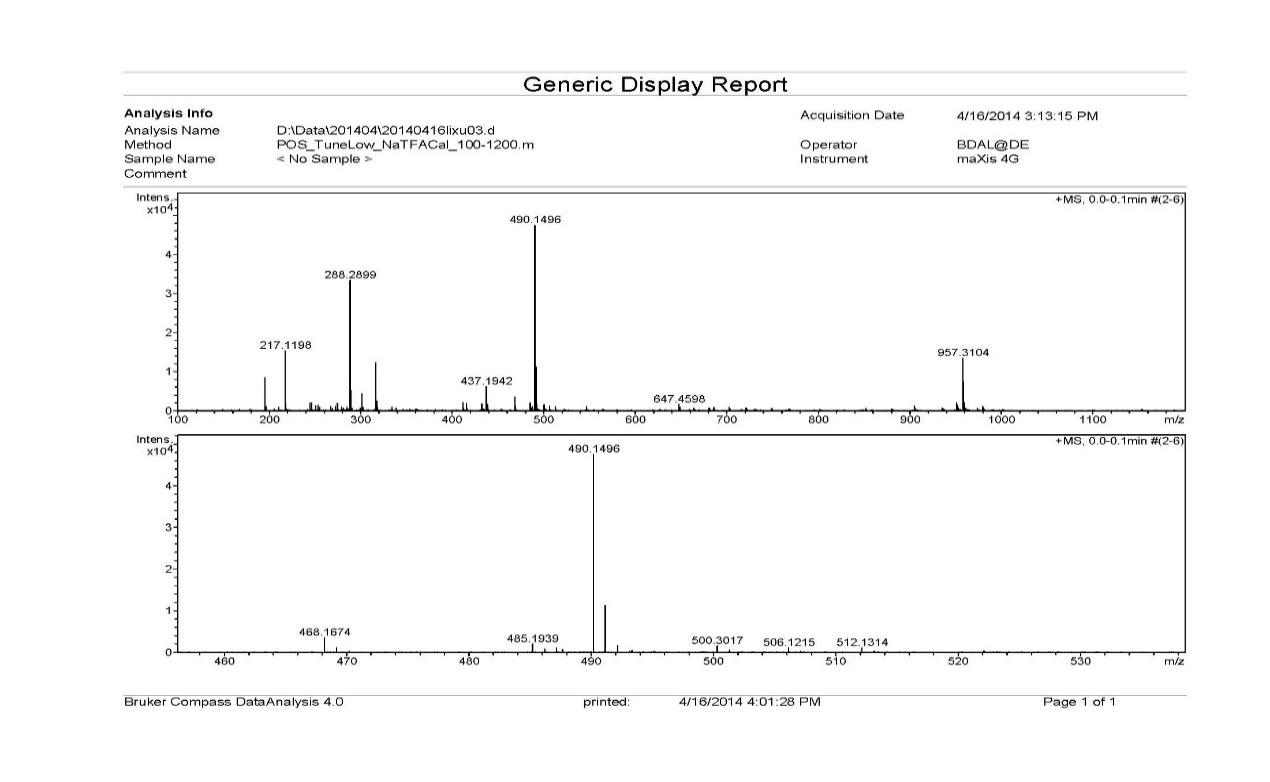 Generic Display Report
Analysis Info
Acquisition Date 4/16/2014 3:13:15 PM
Analysis Name D:\Data\201404\20140416lixu03.d
Method POS_TuneLow_NaTFACal_100-1200.m Operator BDAL@DE
Sample Name < No Sample > Instrument maXis 4G
Comment
Intens. +MS, 0.0-0.1min #(2-6)
x10⁴
490.1496
4
288.2899
3
2
217.1198
957.3104
1
437.1942
647.4598
0
100 200 300 400 500 600 700 800 900 1000 1100 m/z
Intens. +MS, 0.0-0.1min #(2-6)
x10⁴
490.1496
4
3
2
1
468.1674 485.1939 500.3017 506.1215 512.1314
0
460 470 480 490 500 510 520 530 m/z
Bruker Compass DataAnalysis 4.0 printed: 4/16/2014 4:01:28 PM Page 1 of 1